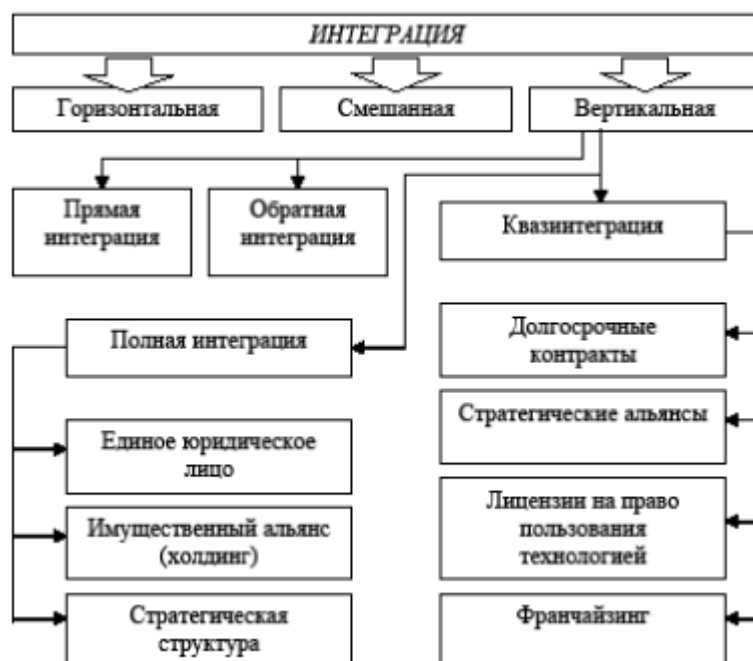 ИНТЕГРАЦИЯ
Горизонтальная
Смешанная
Вертикальная
Прямая
интеграция
Обратная
интеграция
Квазиинтеграция
Полная интеграция
Долгосрочные
контракты
Стратегические альянсы
Единое юридическое
лицо
Имущественный альянс
(холдинг)
Лицензии на право
пользования
технологией
Стратегическая
структура
Франчайзинг